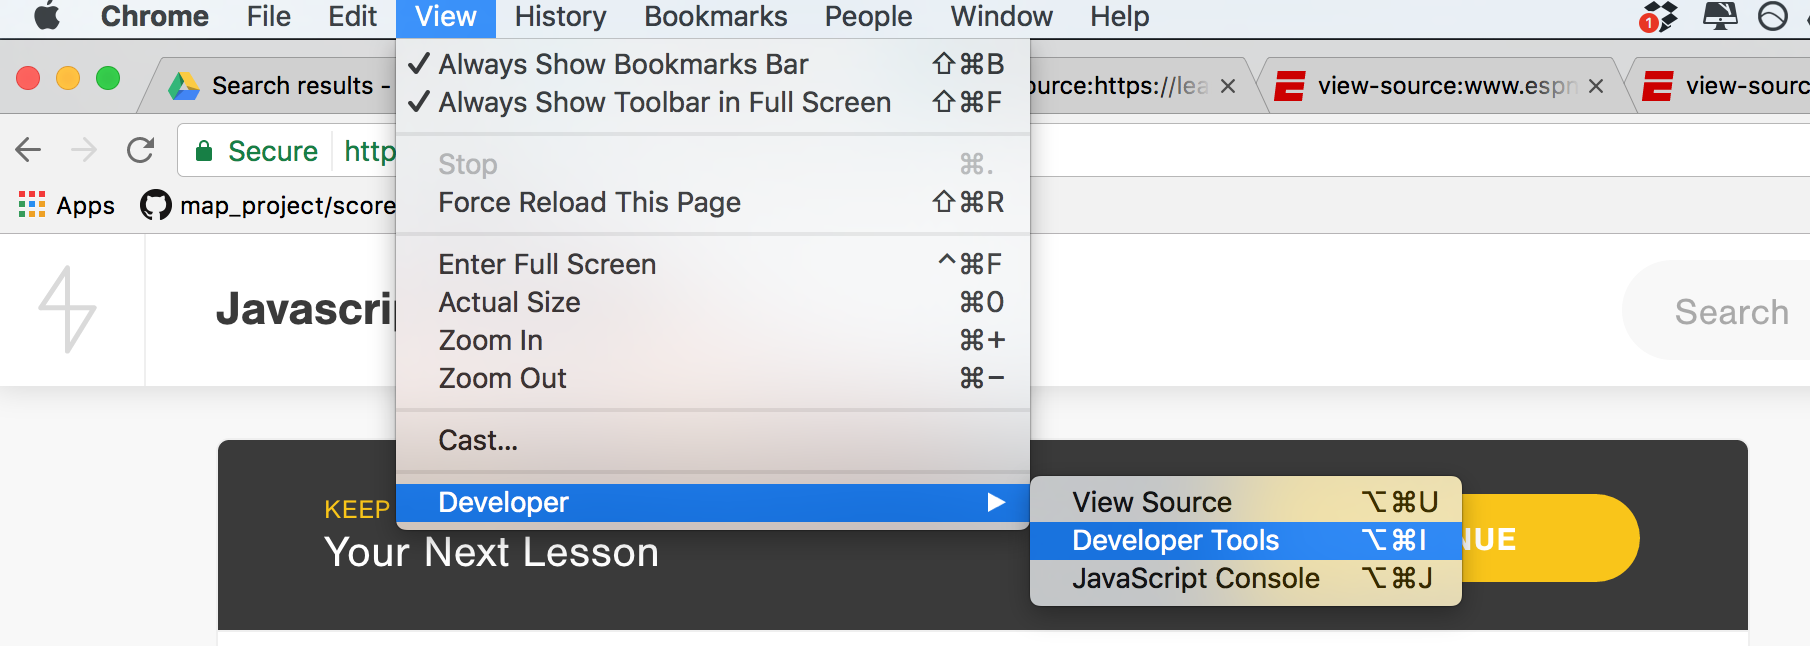 Chrome File Edit View History Bookmarks People Window Help
1
Search results -
ource:https://lea
view-source:www.espn
view-sourc
Secure http
Apps map_project/score
Always Show Bookmarks Bar ⇧⌘B
Always Show Toolbar in Full Screen ⇧⌘F
Stop ⌘.
Force Reload This Page ⇧⌘R
Enter Full Screen ^⌘F
Actual Size ⌘0
Zoom In ⌘+
Zoom Out ⌘−
Cast...
Developer
View Source ⌥⌘U
Developer Tools ⌥⌘I
JavaScript Console ⌥⌘J
Javascrip
Search
KEEP
Your Next Lesson
NUE